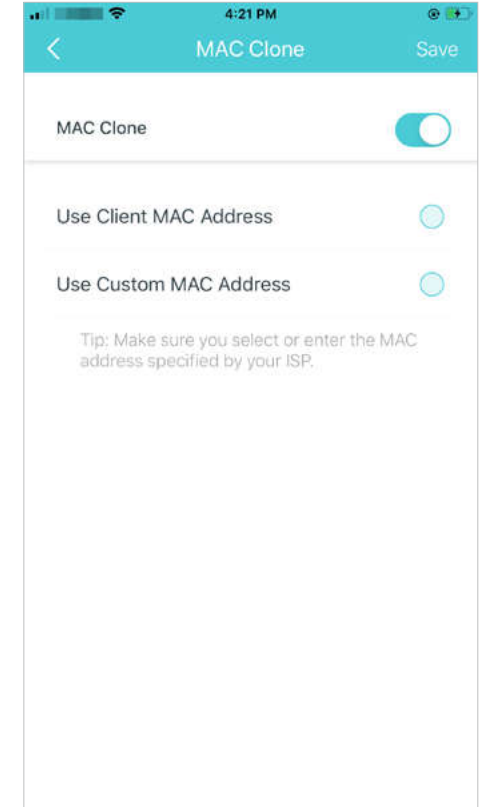 4:21 PM
MAC Clone
Save
MAC Clone
Use Client MAC Address
Use Custom MAC Address
Tip: Make sure you select or enter the MAC
address specified by your ISP.